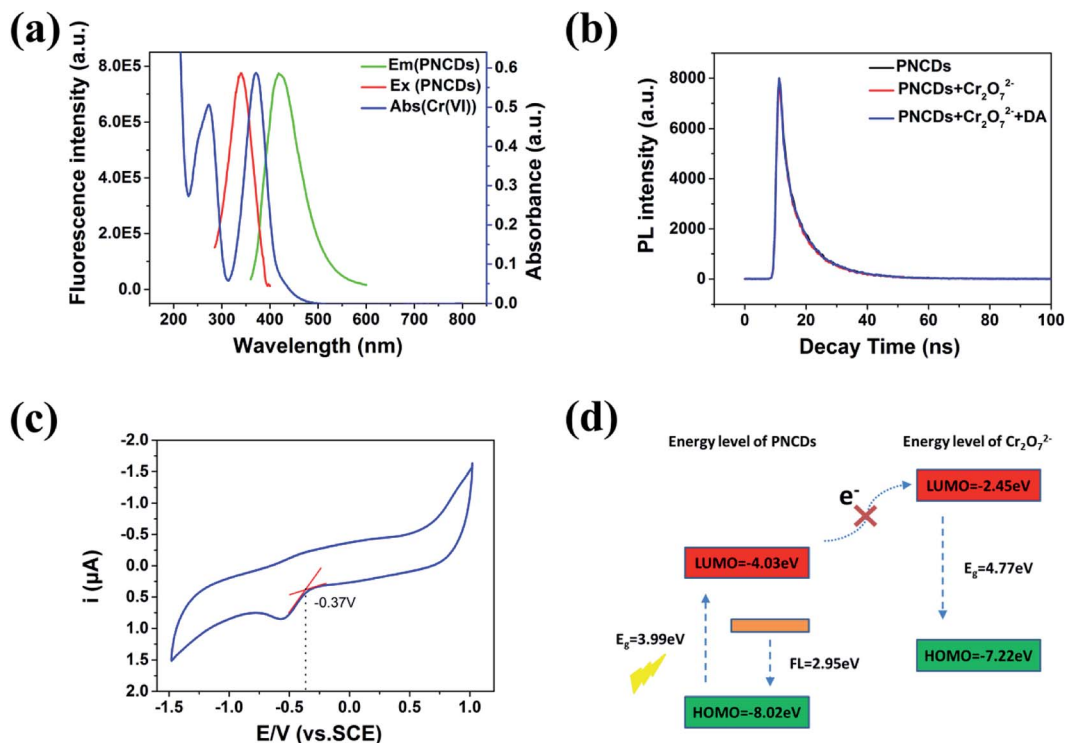 (a)
Em(PNCDs)
Ex (PNCDs)
Abs(Cr(VI))
Fluorescence intensity (a.u.)
8.0E5
6.0E5
4.0E5
2.0E5
0.0
0.6
0.5
0.4
0.3
0.2
0.1
0.0
Absorbance (a.u.)
200 300 400 500 600 700 800
Wavelength (nm)
(b)
PNCDs
PNCDs+Cr₂O₇²⁻
PNCDs+Cr₂O₇²⁻+DA
PL intensity (a.u.)
8000
6000
4000
2000
0
0 20 40 60 80 100
Decay Time (ns)
(c)
i (µA)
-2.0
-1.5
-1.0
-0.5
0.0
0.5
1.0
1.5
2.0
-0.37V
-1.5 -1.0 -0.5 0.0 0.5 1.0
E/V (vs.SCE)
(d)
Energy level of PNCDs
Energy level of Cr₂O₇²⁻
e⁻
LUMO=-2.45eV
LUMO=-4.03eV
E_g=4.77eV
E_g=3.99eV
FL=2.95eV
HOMO=-7.22eV
HOMO=-8.02eV